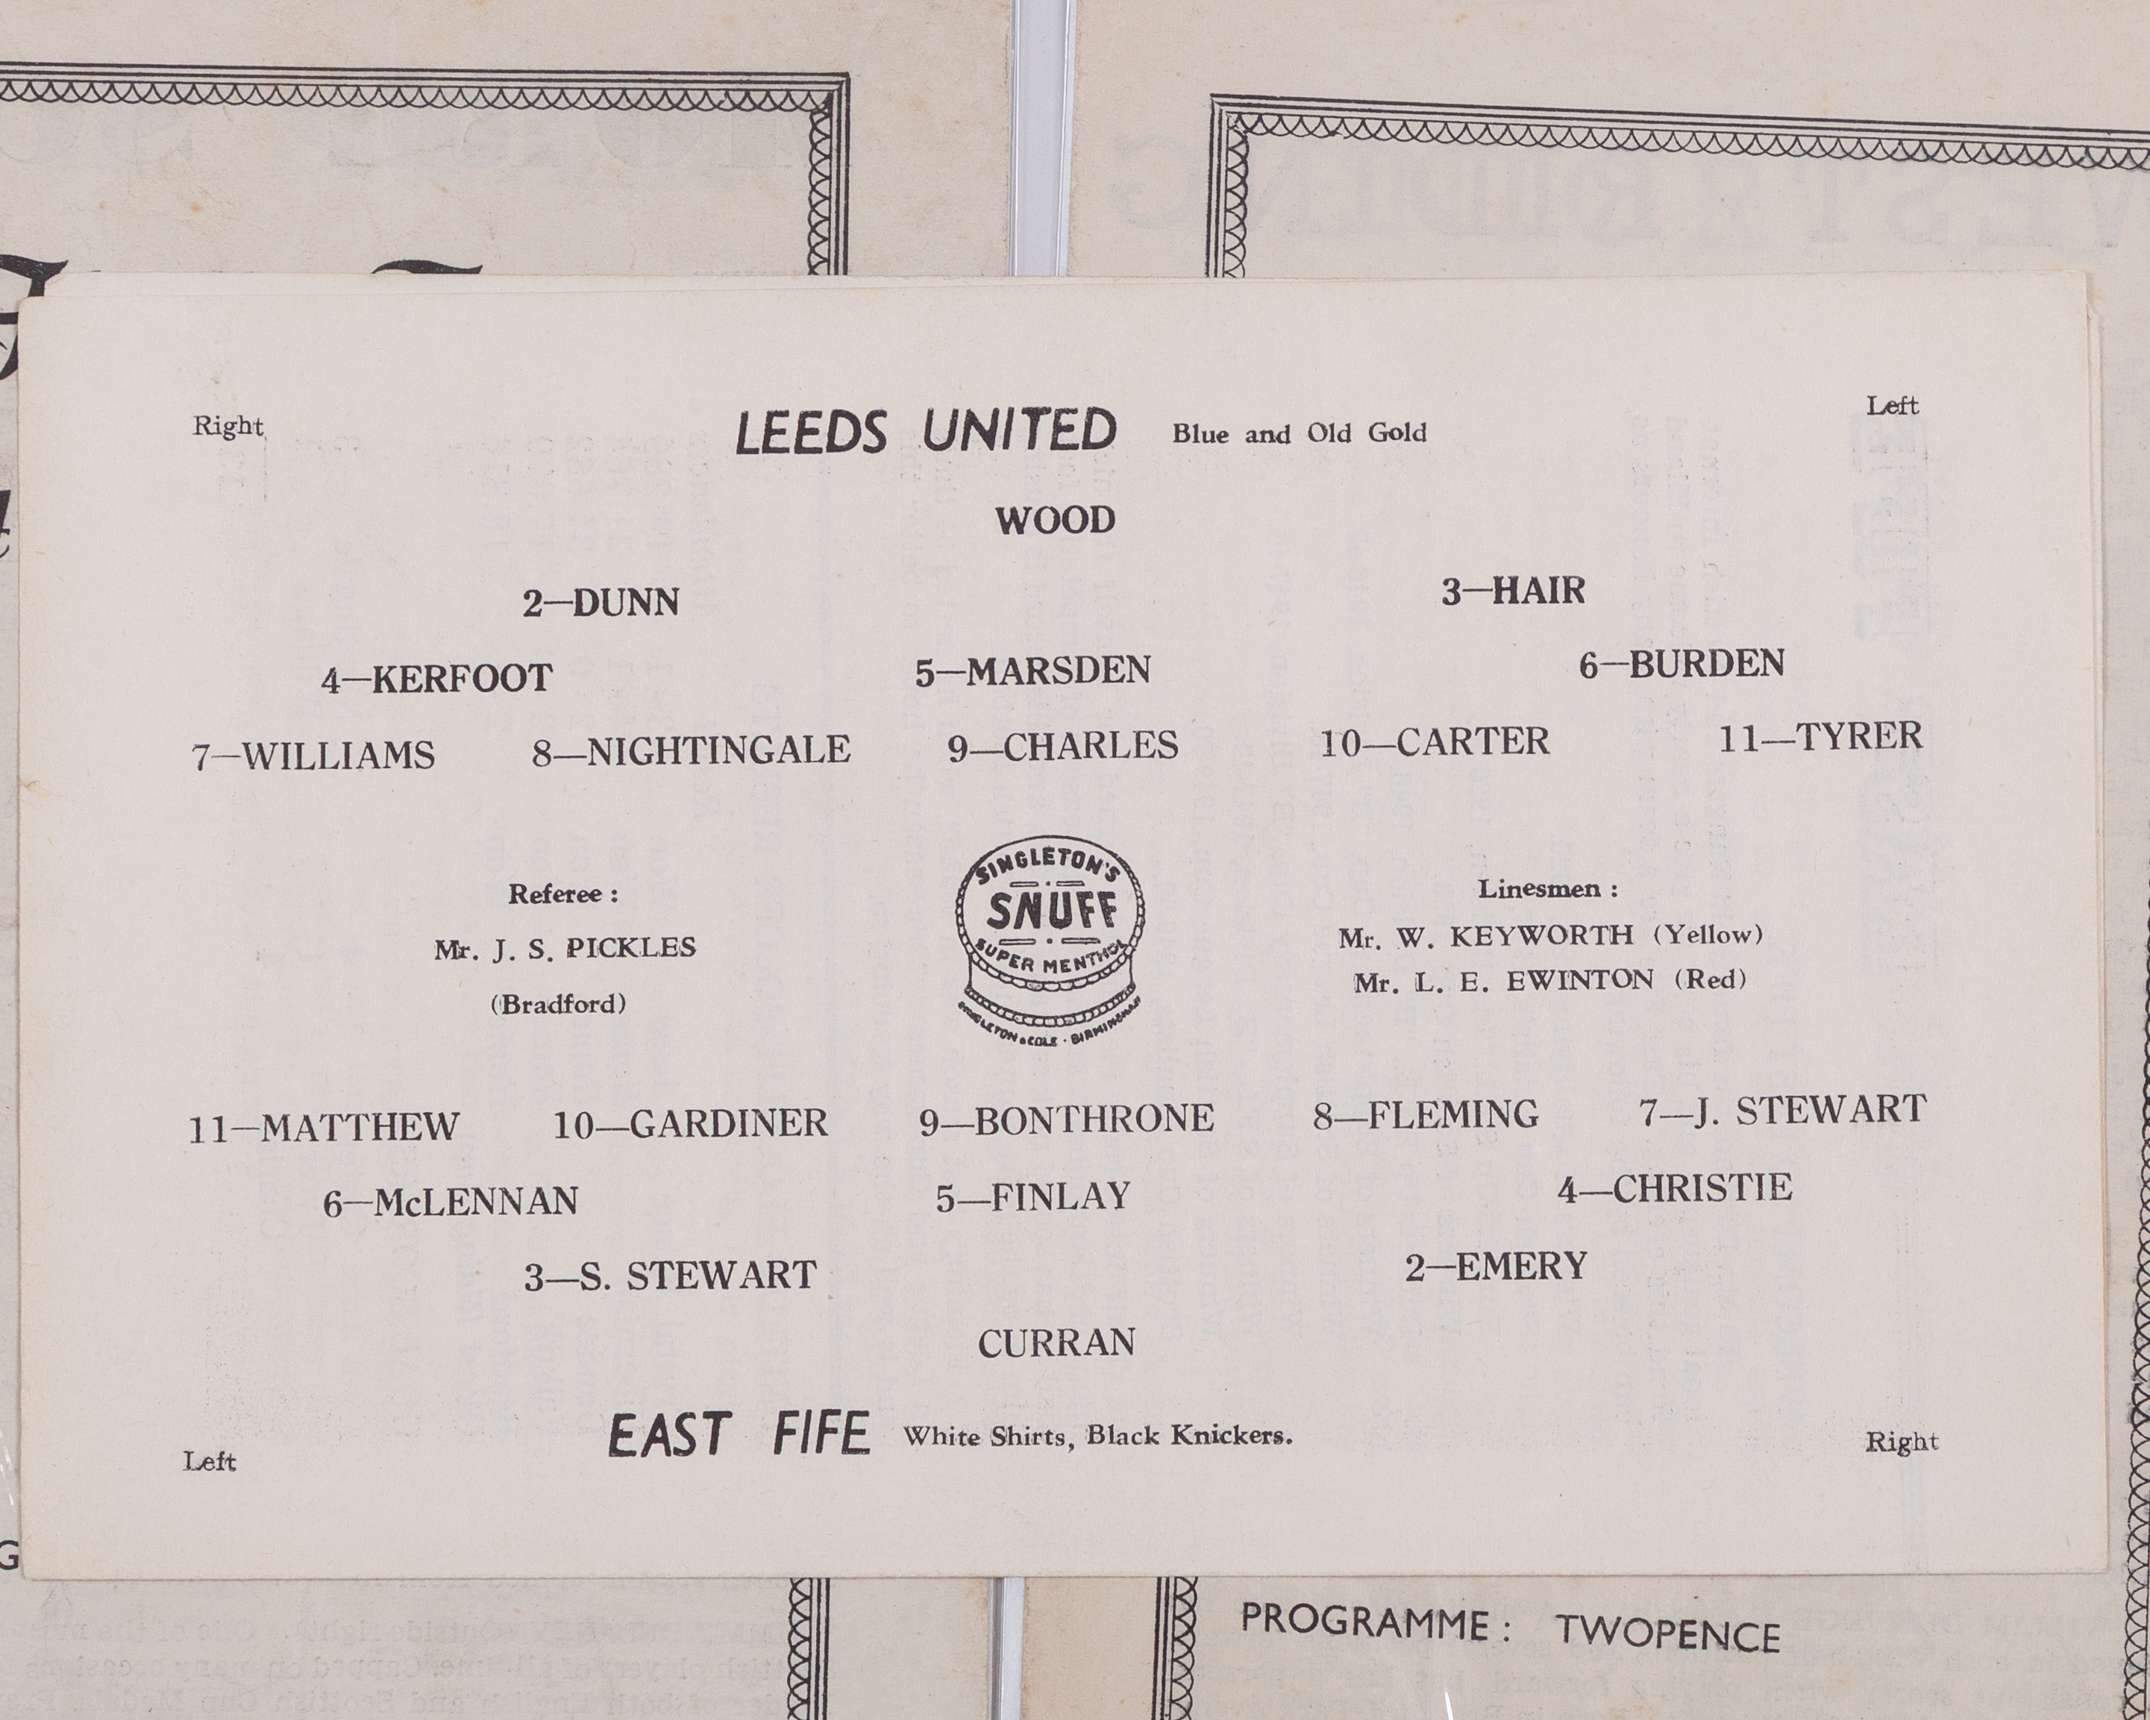 Right LEEDS UNITED Blue and Old Gold Left
WOOD
2—DUNN 3—HAIR
4—KERFOOT 5—MARSDEN 6—BURDEN
7—WILLIAMS 8—NIGHTINGALE 9—CHARLES 10—CARTER 11—TYRER
Referee :
Mr. J. S. PICKLES
(Bradford)
SINGLETON'S
SNUFF
SUPER MENTHOL
SINGLETON & COLE · BIRMINGHAM
Linesmen :
Mr. W. KEYWORTH (Yellow)
Mr. L. E. EWINTON (Red)
11—MATTHEW 10—GARDINER 9—BONTHRONE 8—FLEMING 7—J. STEWART
6—McLENNAN 5—FINLAY 4—CHRISTIE
3—S. STEWART 2—EMERY
CURRAN
Left EAST FIFE White Shirts, Black Knickers. Right
PROGRAMME : TWOPENCE